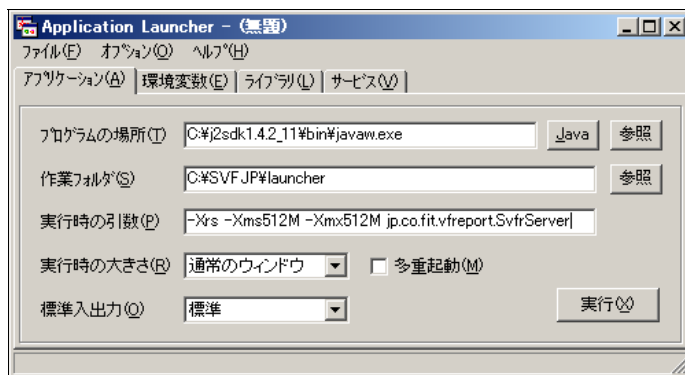 Application Launcher - (無題)
ﾌｧｲﾙ(F) ｵﾌﾟｼｮﾝ(O) ﾍﾙﾌﾟ(H)
ｱﾌﾟﾘｹｰｼｮﾝ(A) 環境変数(E) ﾗｲﾌﾞﾗﾘ(L) ｻｰﾋﾞｽ(V)
ﾌﾟﾛｸﾞﾗﾑの場所(T) C:¥j2sdk1.4.2_11¥bin¥javaw.exe Java 参照
作業ﾌｫﾙﾀﾞ(S) C:¥SVFJP¥launcher 参照
実行時の引数(P) -Xrs -Xms512M -Xmx512M jp.co.fit.vfreport.SvfrServer
実行時の大きさ(R) 通常のウィンドウ 多重起動(M)
標準入出力(O) 標準 実行(X)